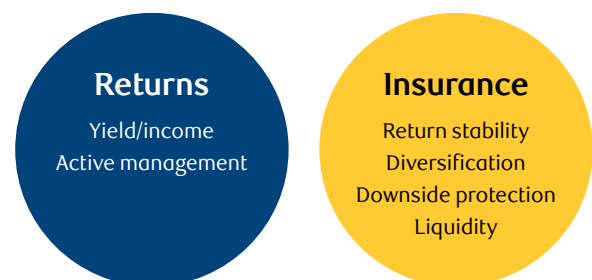 Returns
Yield/income
Active management
Insurance
Return stability
Diversification
Downside protection
Liquidity